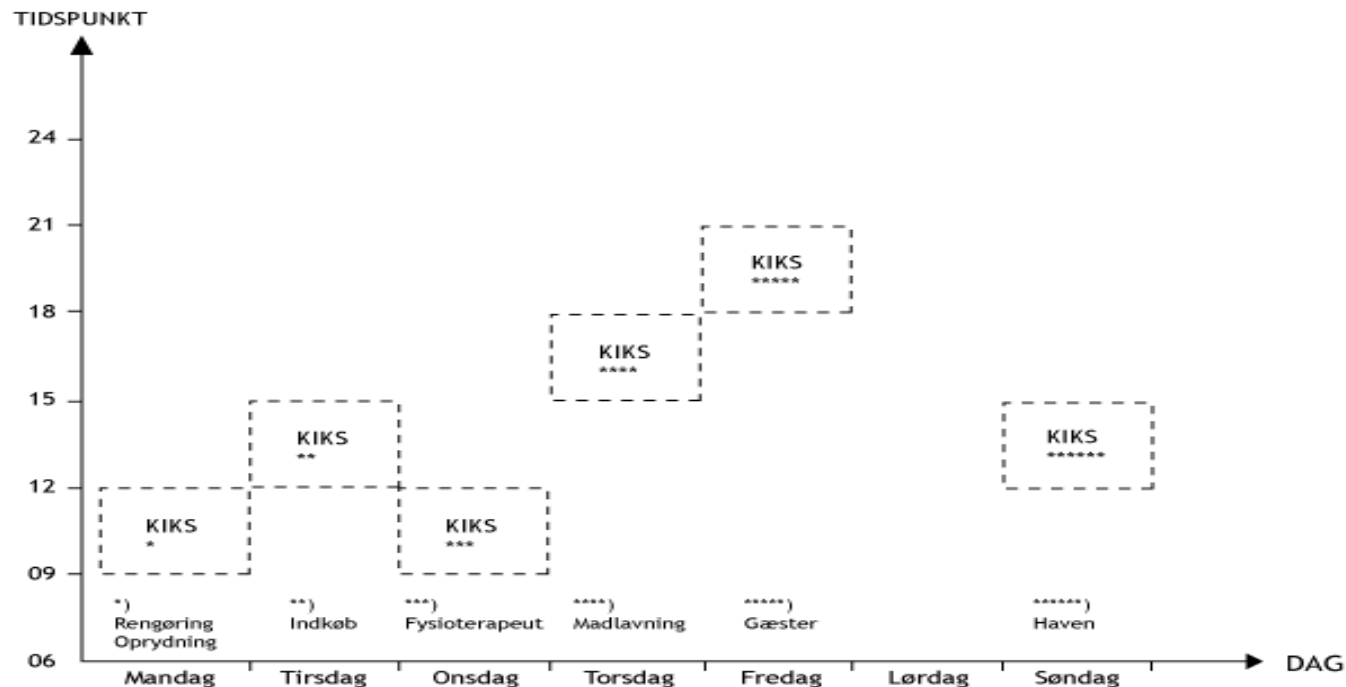 TIDSPUNKT
24
21
KIKS
*****
18
KIKS
****
15
KIKS
**
KIKS
******
12
KIKS
*
KIKS
***
09
*)
Rengøring
Oprydning
**)
Indkøb
***)
Fysioterapeut
****)
Madlavning
*****)
Gæster
******)
Haven
06
Mandag Tirsdag Onsdag Torsdag Fredag Lørdag Søndag
DAG